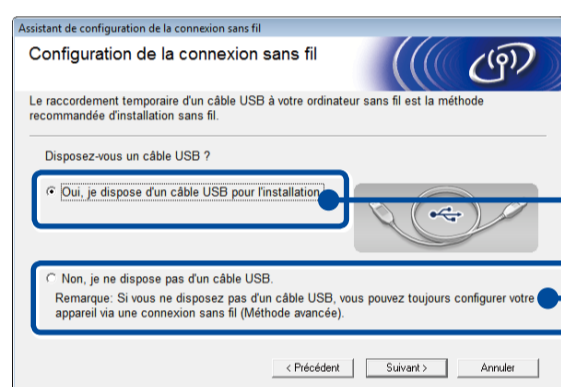 Assistant de configuration de la connexion sans fil
Configuration de la connexion sans fil
Le raccordement temporaire d'un câble USB à votre ordinateur sans fil est la méthode
recommandée d'installation sans fil.
Disposez-vous un câble USB ?
Oui, je dispose d'un câble USB pour l'installation
Non, je ne dispose pas d'un câble USB.
Remarque: Si vous ne disposez pas d'un câble USB, vous pouvez toujours configurer votre
appareil via une connexion sans fil (Méthode avancée).
< Précédent Suivant > Annuler